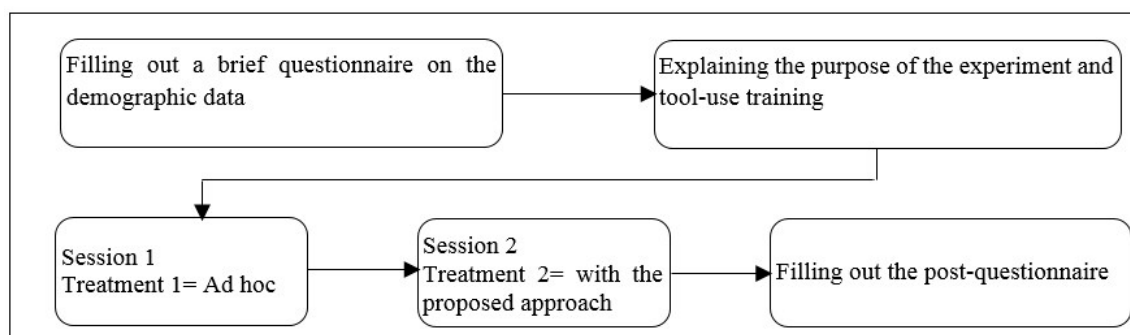 Filling out a brief questionnaire on the
demographic data
Explaining the purpose of the experiment and
tool-use training
Session 1
Treatment 1= Ad hoc
Session 2
Treatment 2= with the
proposed approach
Filling out the post-questionnaire